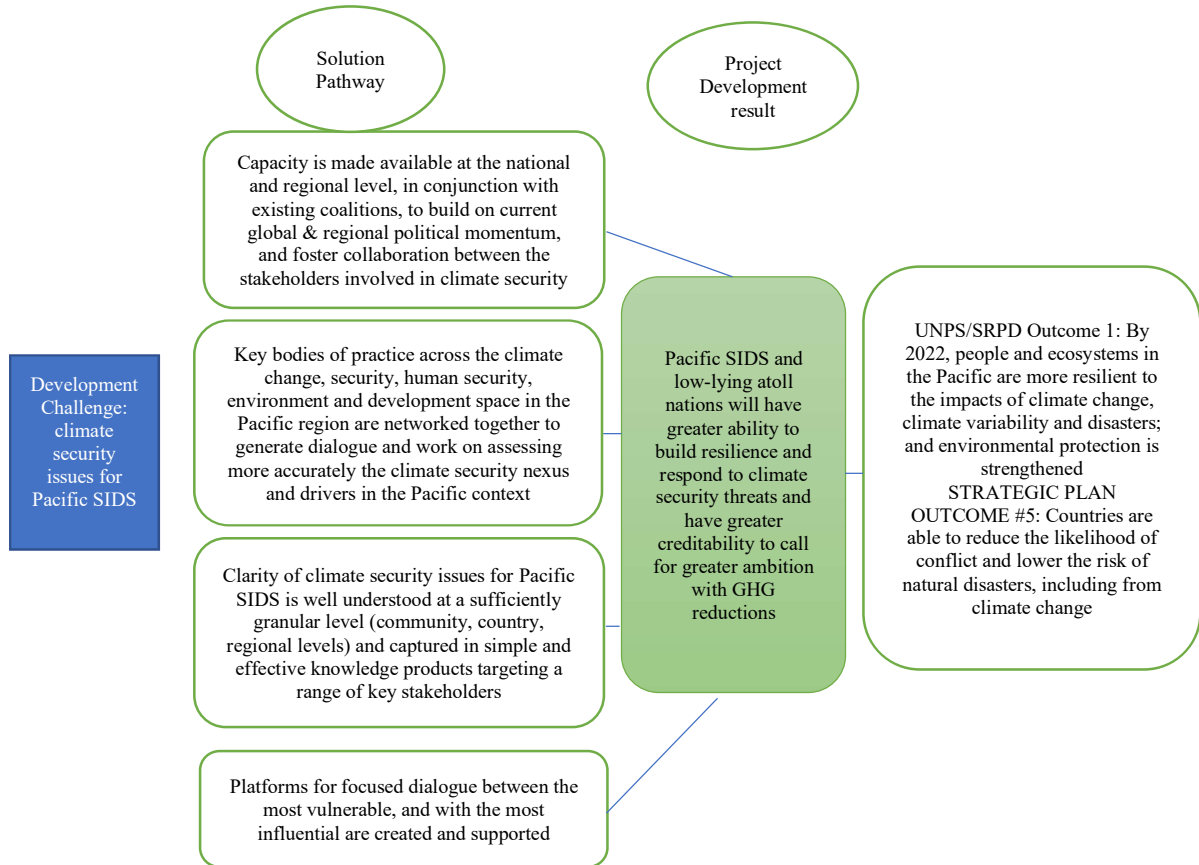 Solution
Pathway
Project
Development
result
Capacity is made available at the national
and regional level, in conjunction with
existing coalitions, to build on current
global & regional political momentum,
and foster collaboration between the
stakeholders involved in climate security
Development
Challenge:
climate
security
issues for
Pacific SIDS
Key bodies of practice across the climate
change, security, human security,
environment and development space in the
Pacific region are networked together to
generate dialogue and work on assessing
more accurately the climate security nexus
and drivers in the Pacific context
Clarity of climate security issues for Pacific
SIDS is well understood at a sufficiently
granular level (community, country,
regional levels) and captured in simple and
effective knowledge products targeting a
range of key stakeholders
Platforms for focused dialogue between the
most vulnerable, and with the most
influential are created and supported
Pacific SIDS and
low-lying atoll
nations will have
greater ability to
build resilience and
respond to climate
security threats and
have greater
creditability to call
for greater ambition
with GHG
reductions
UNPS/SRPD Outcome 1: By
2022, people and ecosystems in
the Pacific are more resilient to
the impacts of climate change,
climate variability and disasters;
and environmental protection is
strengthened
STRATEGIC PLAN
OUTCOME #5: Countries are
able to reduce the likelihood of
conflict and lower the risk of
natural disasters, including from
climate change